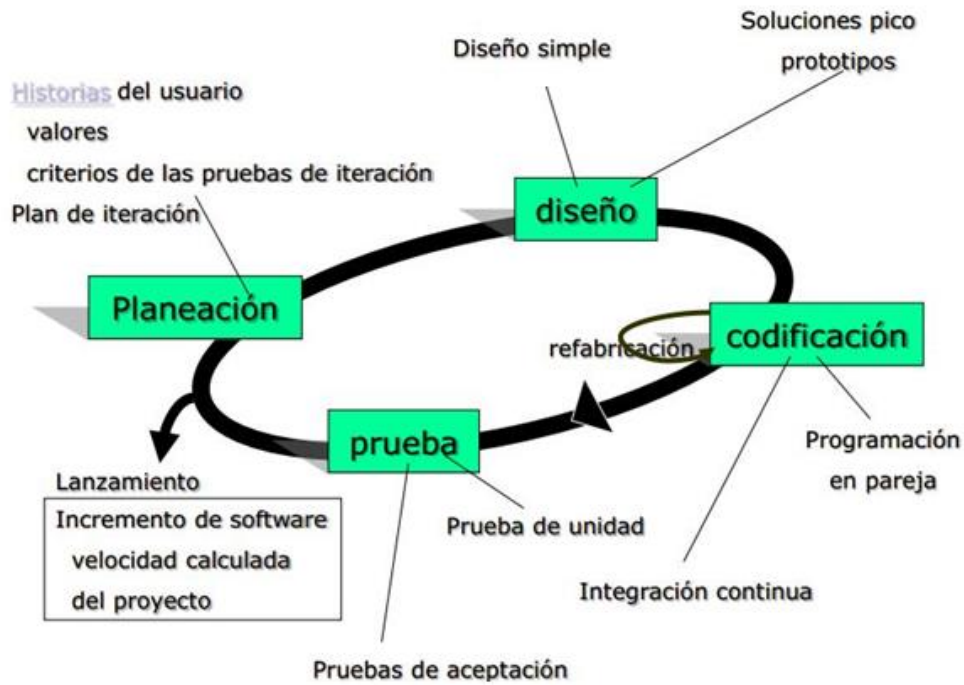 Soluciones pico
prototipos
Diseño simple
Historias del usuario
valores
criterios de las pruebas de iteración
Plan de iteración
diseño
Planeación
codificación
refabricación
prueba
Programación
en pareja
Lanzamiento
Incremento de software
velocidad calculada
del proyecto
Prueba de unidad
Integración continua
Pruebas de aceptación